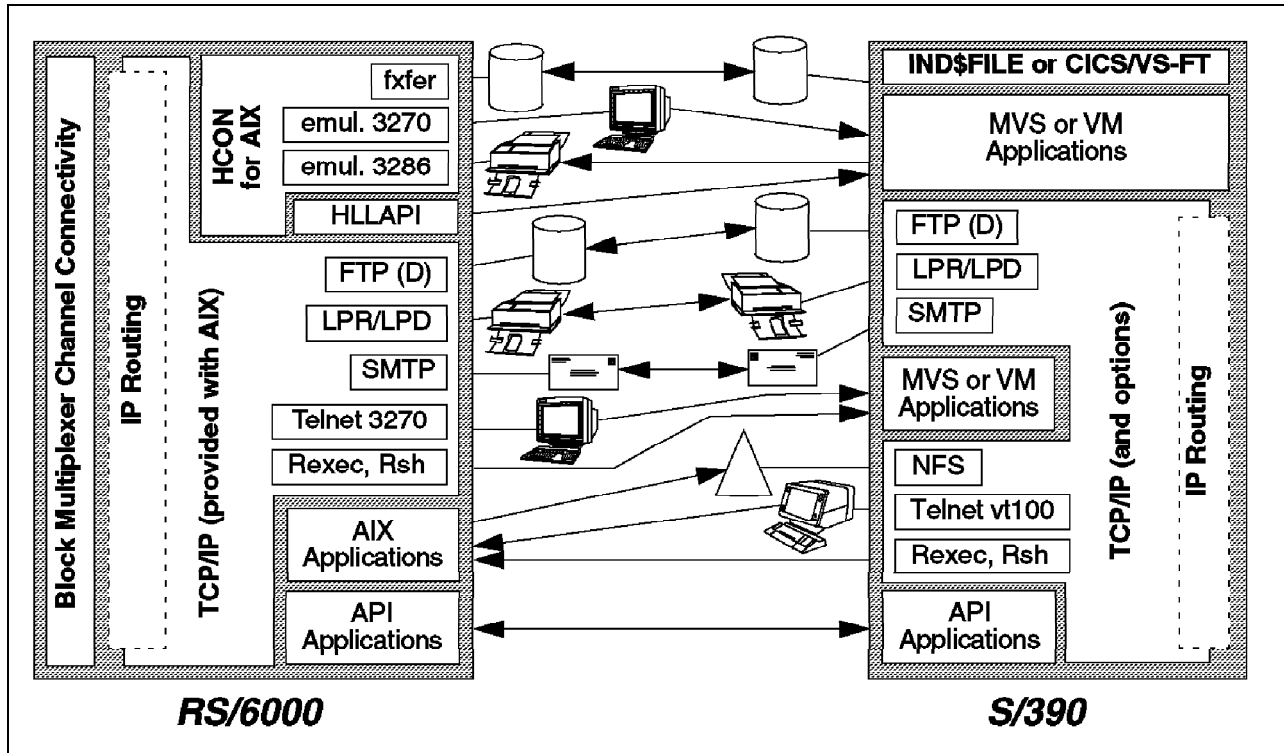 Block Multiplexer Channel Connectivity
IP Routing
TCP/IP (provided with AIX)
HCON
for AIX
fxfer
emul. 3270
emul. 3286
HLLAPI
FTP (D)
LPR/LPD
SMTP
Telnet 3270
Rexec, Rsh
AIX
Applications
API
Applications
RS/6000
IND$FILE or CICS/VS-FT
MVS or VM
Applications
FTP (D)
LPR/LPD
SMTP
MVS or VM
Applications
NFS
Telnet vt100
Rexec, Rsh
API
Applications
TCP/IP (and options)
IP Routing
S/390